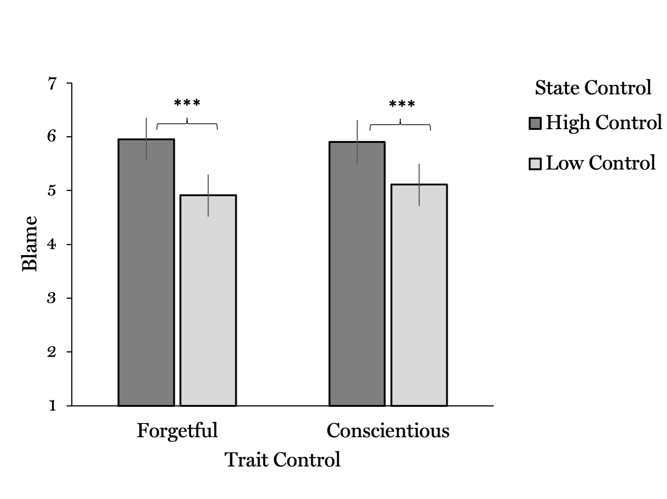 7
6
5
4
3
2
1
Blame
***
***
Forgetful
Conscientious
Trait Control
State Control
High Control
Low Control